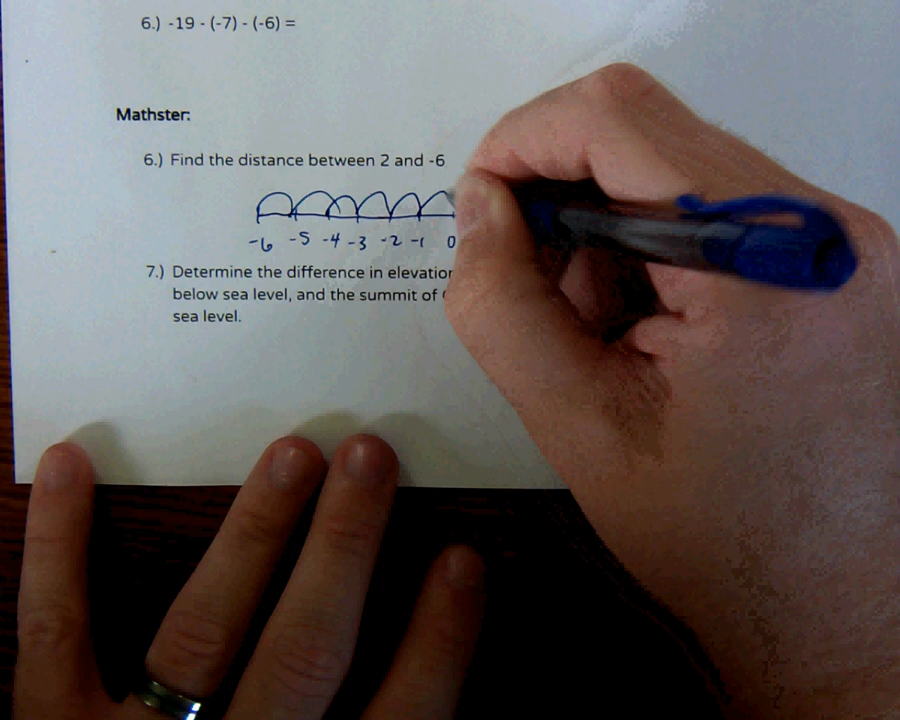 6.) -19 - (-7) - (-6) =
Mathster:
6.) Find the distance between 2 and -6
-6 -5 -4 -3 -2 -1 0
7.) Determine the difference in elevation
below sea level, and the summit of
sea level.